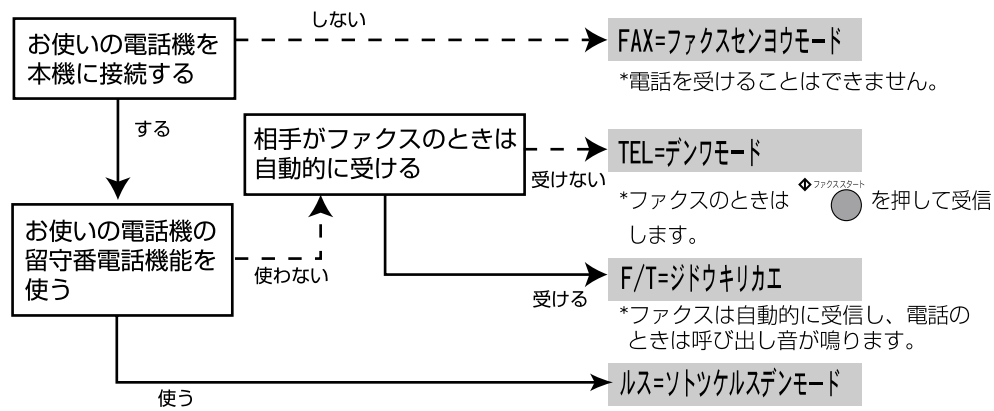 お使いの電話機を
本機に接続する
しない
FAX=ファクスセンヨウモード
*電話を受けることはできません。
する
相手がファクスのときは
自動的に受ける
受けない
TEL=デンワモード
*ファクスのときは ファクススタート を押して受信
します。
お使いの電話機の
留守番電話機能を
使う
使わない
受ける
F/T=ジドウキリカエ
*ファクスは自動的に受信し、電話の
ときは呼び出し音が鳴ります。
使う
ルス=ソトツケルスデンモード